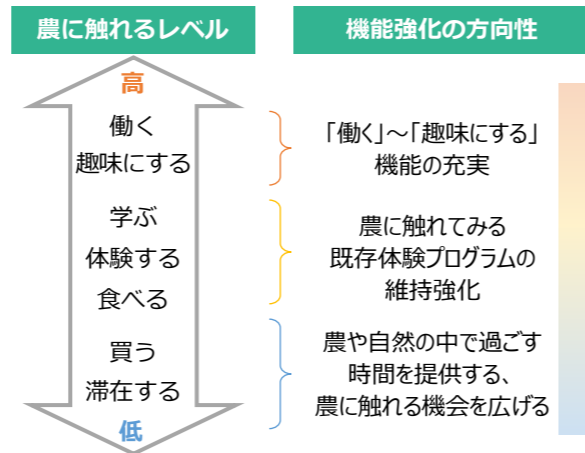 農に触れるレベル
機能強化の方向性
高
働く
趣味にする
学ぶ
体験する
食べる
買う
滞在する
低
「働く」～「趣味にする」
機能の充実
農に触れてみる
既存体験プログラムの
維持強化
農や自然の中で過ごす
時間を提供する、
農に触れる機会を広げる